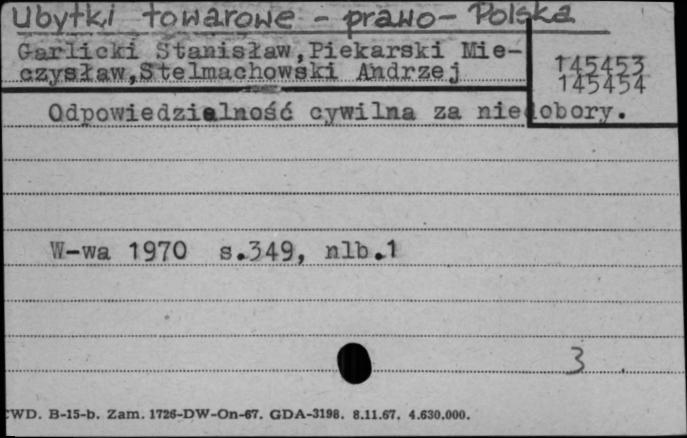 Ubytki towarowe - prawo - Polska
Garlicki Stanisław,Piekarski Mie-
czysław,Stelmachowski Andrzej
145453
145454
Odpowiedzialność cywilna za niedobory.
W-wa 1970 s.349, nlb.1
3
WD. B-15-b. Zam. 1726-DW-On-67. GDA-3198. 8.11.67. 4.630.000.